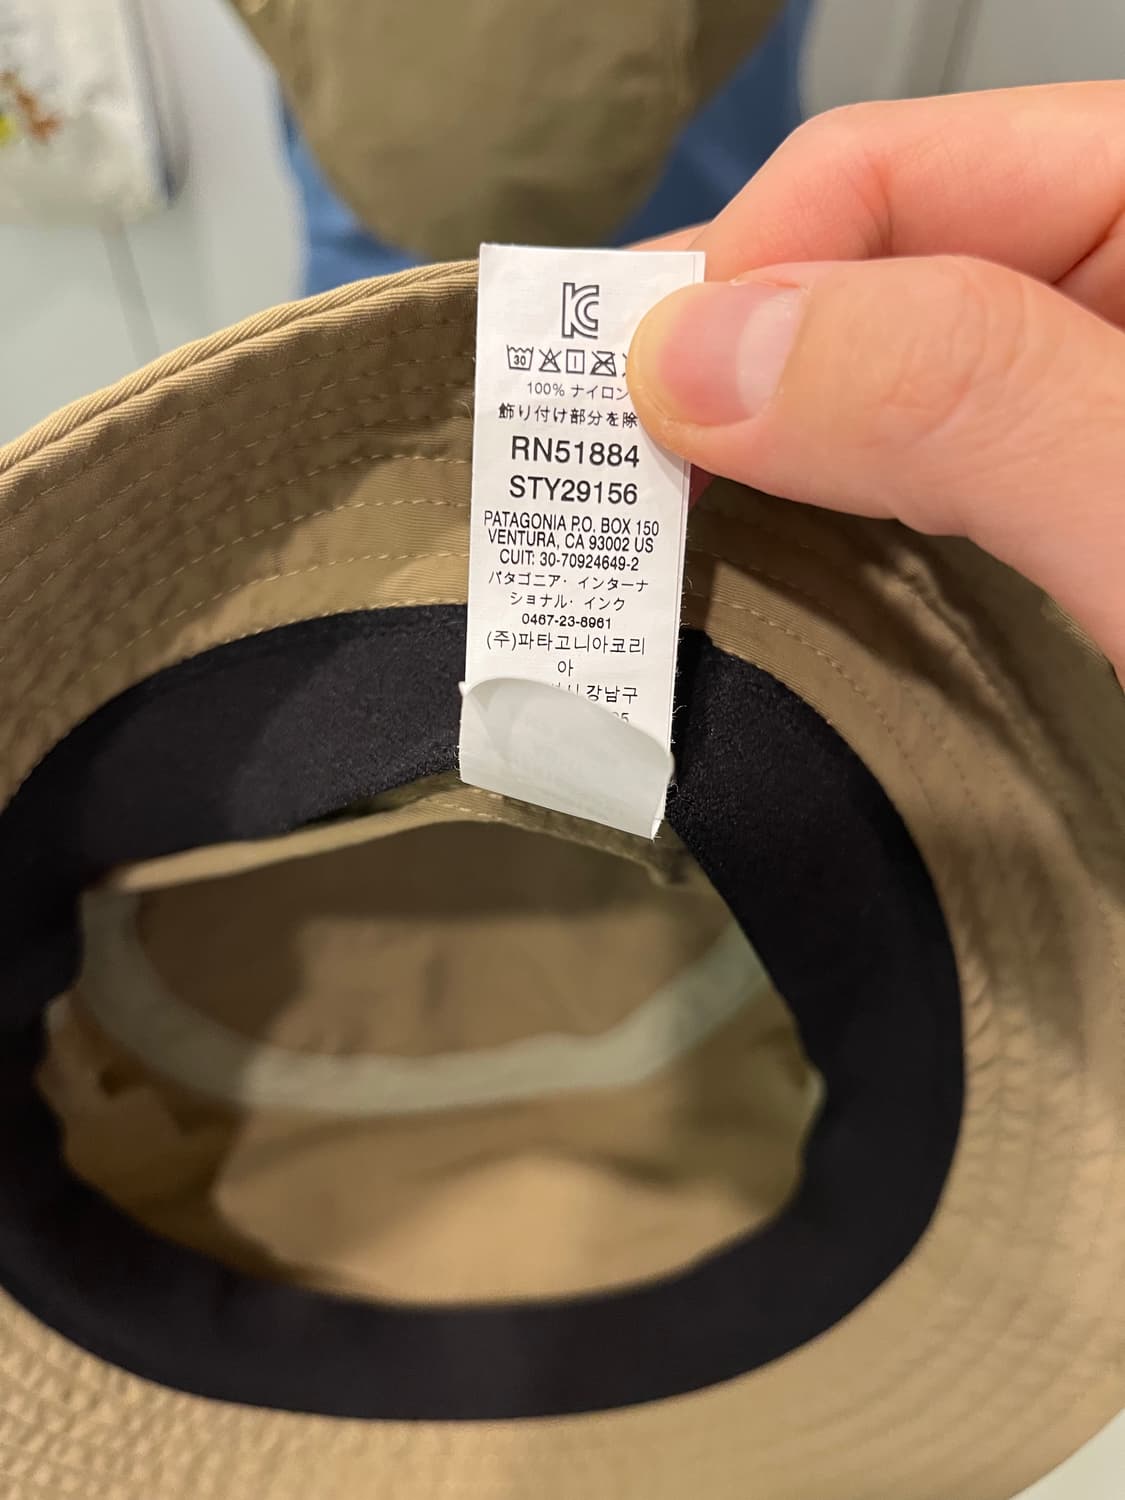 KC
30
100% ナイロン
飾り付け部分を除
RN51884
STY29156
PATAGONIA P.O. BOX 150
VENTURA, CA 93002 US
CUIT: 30-70924649-2
パタゴニア・インターナ
ショナル・インク
0467-23-8961
(주)파타고니아코리
아
강남구